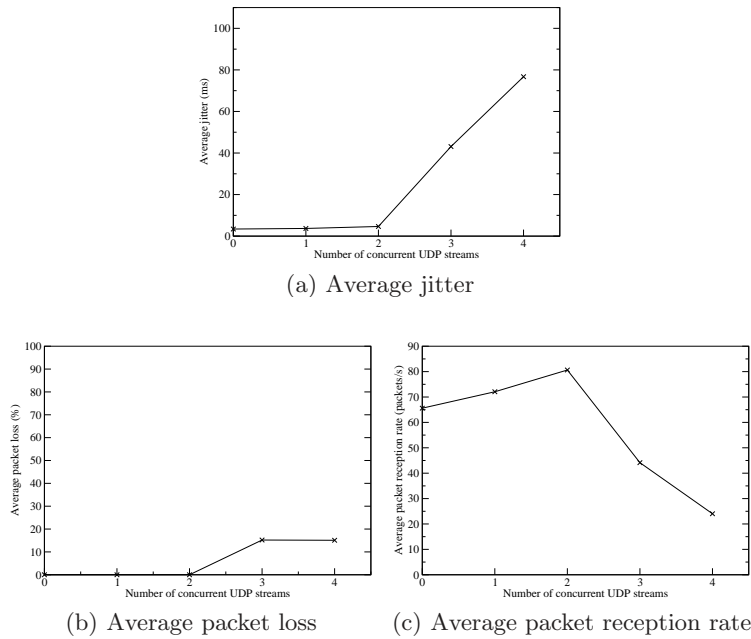 100
80
60
40
20
0
Average jitter (ms)
0 1 2 3 4
Number of concurrent UDP streams
(a) Average jitter
100
90
80
70
60
50
40
30
20
10
0
Average packet loss (%)
0 1 2 3 4
Number of concurrent UDP streams
(b) Average packet loss
90
80
70
60
50
40
30
20
10
0
Average packet reception rate (packets/s)
0 1 2 3 4
Number of concurrent UDP streams
(c) Average packet reception rate